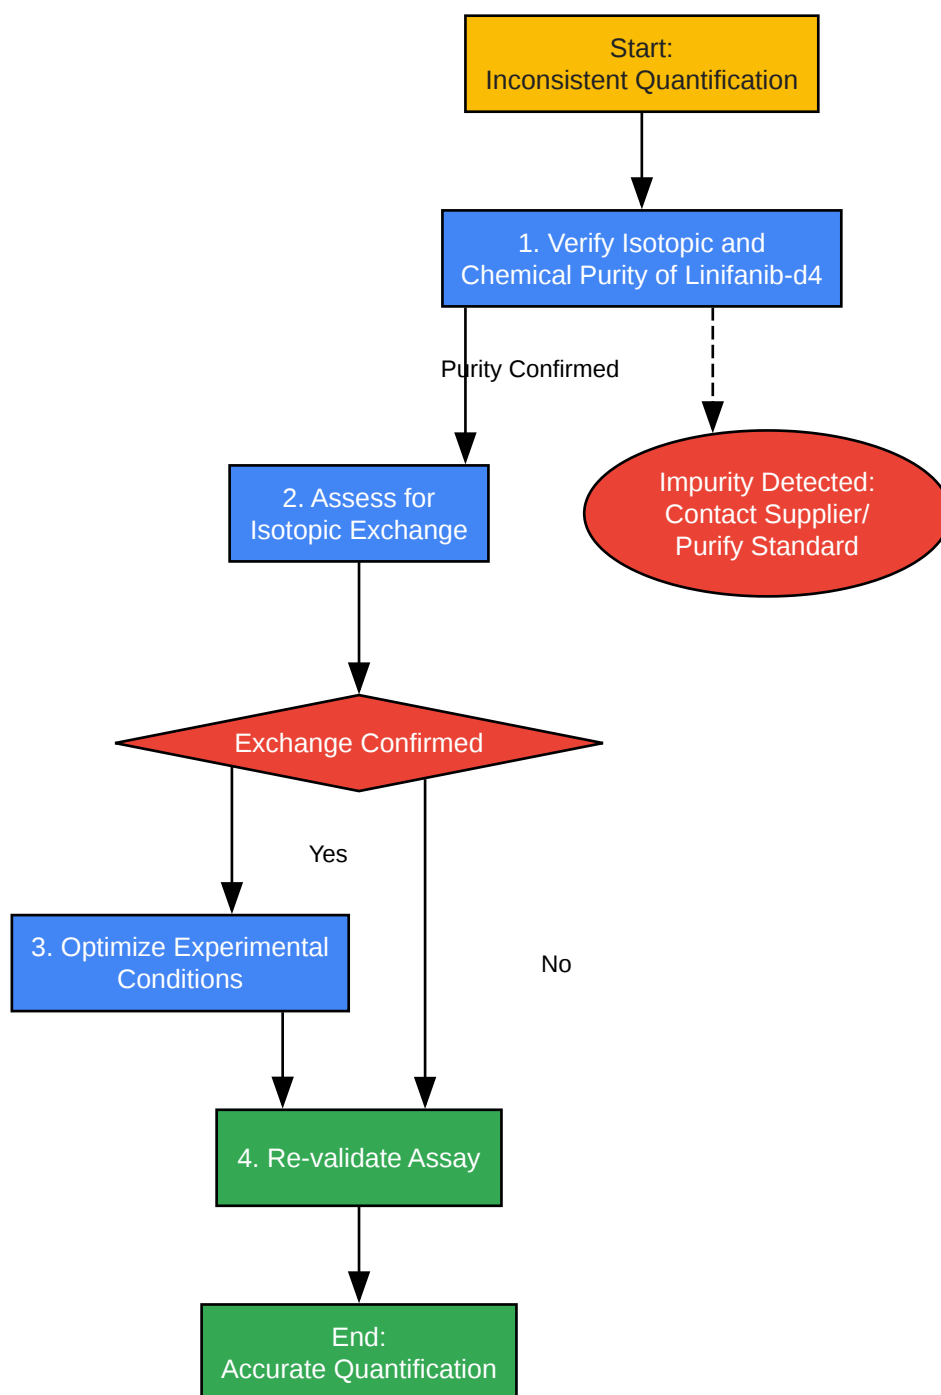 Start:
Inconsistent Quantification
1. Verify Isotopic and
Chemical Purity of Linifanib-d4
Purity Confirmed
2. Assess for
Isotopic Exchange
Impurity Detected:
Contact Supplier/
Purify Standard
Exchange Confirmed
Yes
3. Optimize Experimental
Conditions
No
4. Re-validate Assay
End:
Accurate Quantification